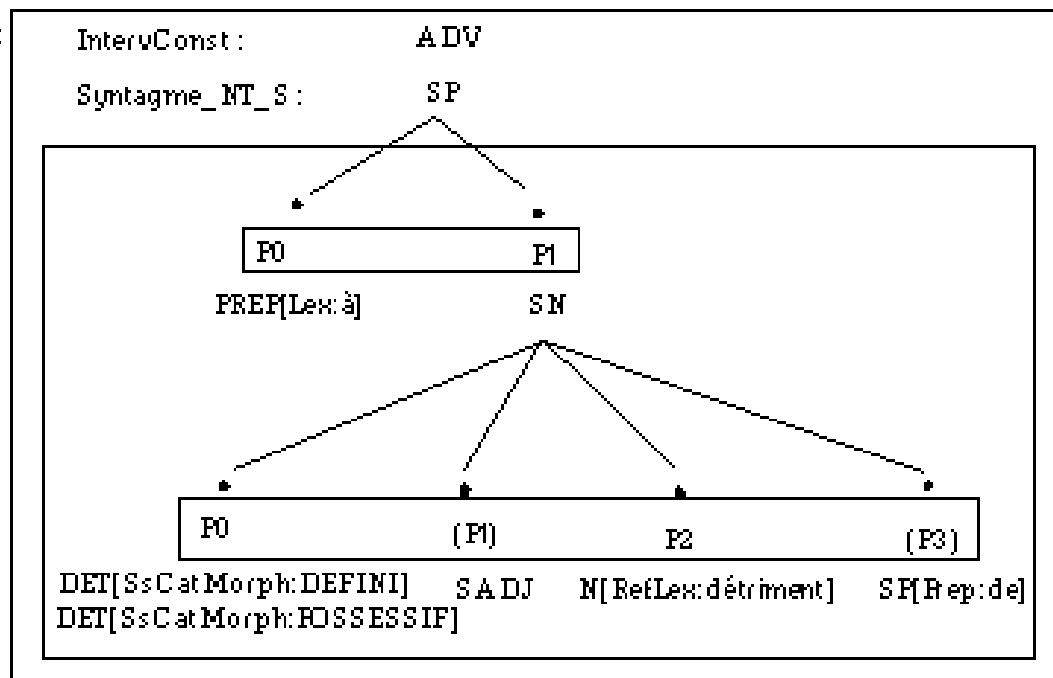 IntervConst : ADV
Syntagme_NT_S : SP
P0 P1
PREP[Lex:à] SN
P0 (P1) P2 (P3)
DET[SsCatMorph:DEFINI] SADJ N[RefLex:détriment] SP[Prep:de]
DET[SsCatMorph:POSSESSIF]